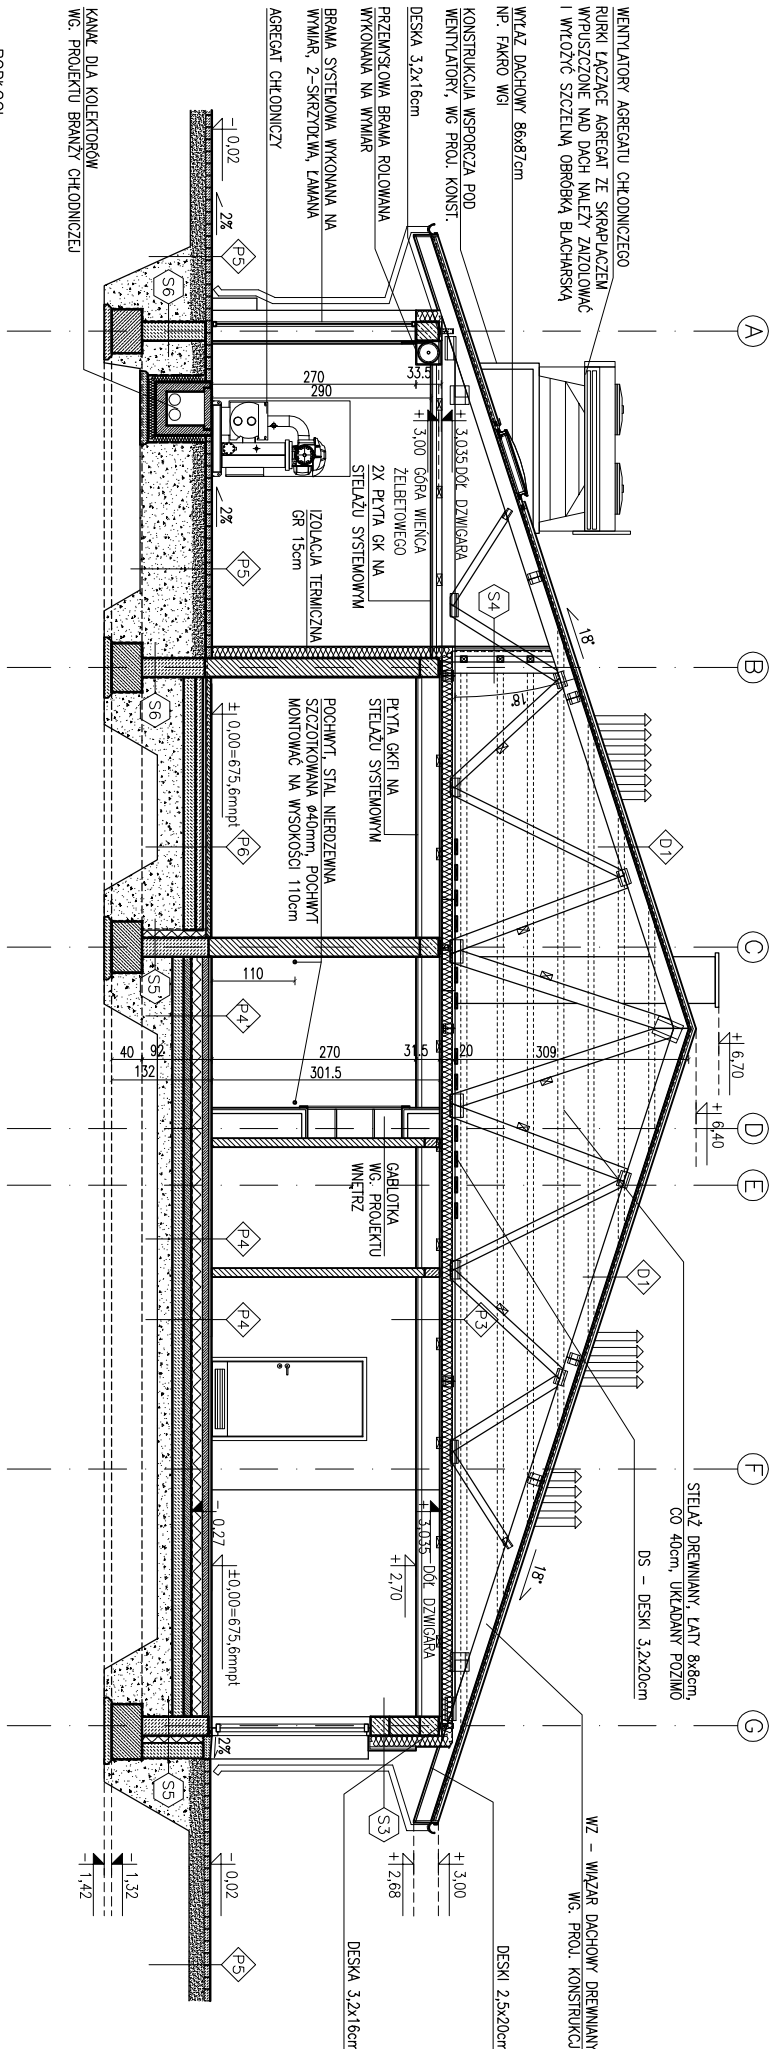 WENTYLATORY AGREGATU CHŁODNICZEGO
RURKI ŁĄCZĄCE AGREGAT ZE SKRAPLACZEM
WYPUSZCZONE NAD DACH NALEŻY ZAIZOLOWAĆ
I WYŁOŻYĆ SZCZELNĄ OBRÓBKĄ BLACHARSKĄ
WYŁAZ DACHOWY 86x87cm
NP. FAKRO WGI
KONSTRUKCJA WSPORCZA POD
WENTYLATORY, WG PROJ. KONST.
DESKA 3,2x16cm
PRZEMYSŁOWA BRAMA ROLOWANA
WYKONANA NA WYMIAR
BRAMA SYSTEMOWA WYKONANA NA
WYMIAR, 2-SKRZYDŁWA, ŁAMANA
AGREGAT CHŁODNICZY
- 0,02
2%
P5
S6
KANAŁ DLA KOLEKTORÓW
WG. PROJEKTU BRANŻY CHŁODNICZEJ
A
B
C
D
E
F
G
33.5
270
290
+ 3,035 DÓŁ DŹWIGARA
+ 3,00 GÓRA WIEŃCA
ŻELBETOWEGO
2X PŁYTA GK NA
STELAŻU SYSTEMOWYM
IZOLACJA TERMICZNA
GR 15cm
2%
P5
S4
18°
18°
S6
PŁYTA GKFI NA
STELAŻU SYSTEMOWYM
POCHWYT, STAL NIERDZEWNA
SZCZOTKOWANA ø40mm, POCHWYT
MONTOWAĆ NA WYSOKOŚCI 110cm
± 0,00=675,6mnpt
P6
D1
S5
110
P4
40
92
270
31.5
20
309
132
301.5
+ 6,70
+ 6,40
GABLOTKA
WG. PROJEKTU
WNĘTRZ
P4
P4
P3
D1
STELAŻ DREWNIANY, ŁATY 8x8cm,
CO 40cm, UKŁADANY POZIMO
DS - DESKI 3,2x20cm
18°
+ 3,035 DÓŁ DŹWIGARA
+ 2,70
- 0,27
±0,00=675,6mnpt
WZ - WIĄZAR DACHOWY DREWNIANY
WG. PROJ. KONSTRUKCJI
DESKI 2,5x20cm
DESKA 3,2x16cm
2%
S5
S3
+ 3,00
+ 2,68
- 0,02
- 1,32
- 1,42
P5